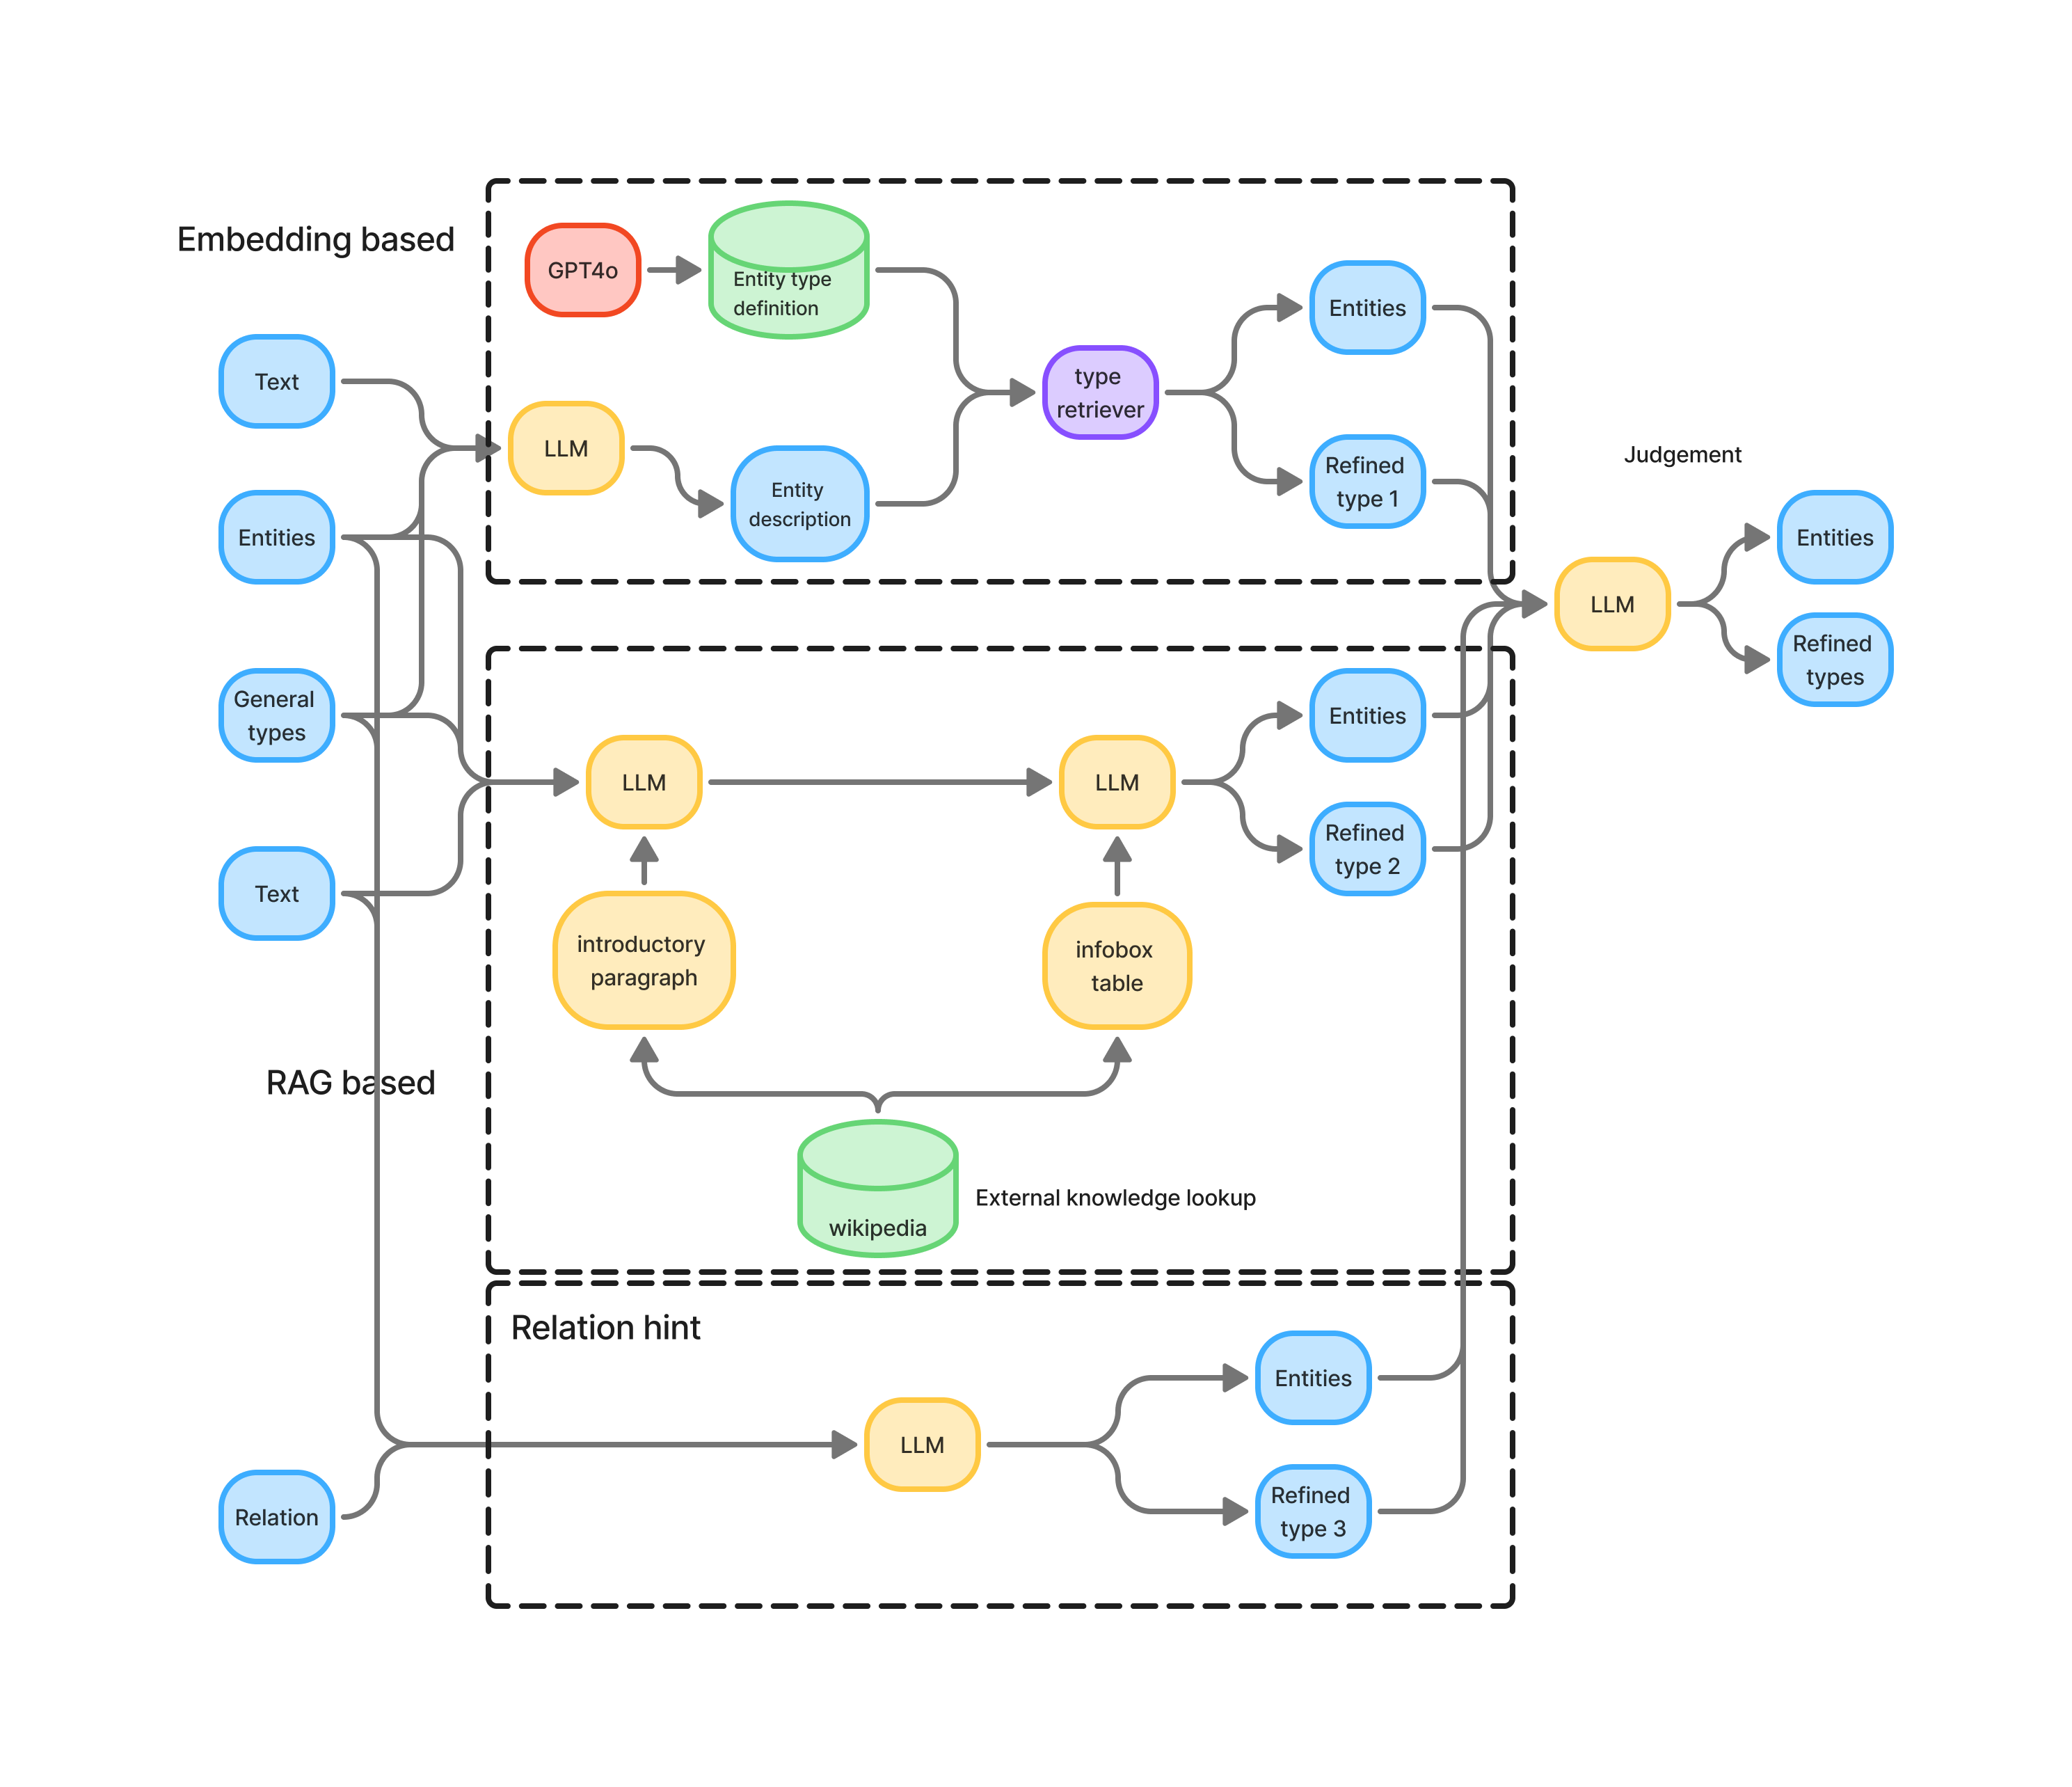 Embedding based
GPT4o
Entity type
definition
Entities
Text
type
retriever
LLM
Refined
type 1
Judgement
Entity
description
Entities
Entities
LLM
Refined
types
General
types
Entities
LLM
LLM
Refined
type 2
Text
introductory
paragraph
infobox
table
RAG based
External knowledge lookup
wikipedia
Relation hint
Entities
LLM
Refined
type 3
Relation